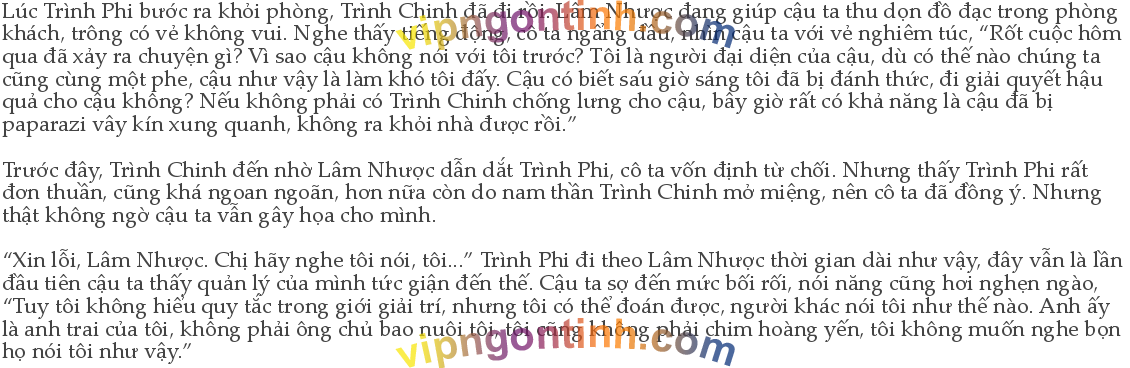 Lúc Trình Phi bước ra khỏi phòng, Trình Chinh đã đi rồi. Lâm Nhược đang giúp cậu ta thu dọn đồ đạc trong phòng
khách, trông có vẻ không vui. Nghe thấy tiếng động, cô ta ngẩng đầu, nhìn cậu ta với vẻ nghiêm túc, “Rốt cuộc hôm
qua đã xảy ra chuyện gì? Vì sao cậu không nói với tôi trước? Tôi là người đại diện của cậu, dù có thế nào chúng ta
cũng cùng một phe, cậu như vậy là làm khó tôi đấy. Cậu có biết sáu giờ sáng tôi đã bị đánh thức, đi giải quyết hậu
quả cho cậu không? Nếu không phải có Trình Chinh chống lưng cho cậu, bây giờ rất có khả năng là cậu đã bị
paparazi vây kín xung quanh, không ra khỏi nhà được rồi.”
Trước đây, Trình Chinh đến nhờ Lâm Nhược dẫn dắt Trình Phi, cô ta vốn định từ chối. Nhưng thấy Trình Phi rất
đơn thuần, cũng khá ngoan ngoãn, hơn nữa còn do nam thần Trình Chinh mở miệng, nên cô ta đã đồng ý. Nhưng
thật không ngờ cậu ta vẫn gây họa cho mình.
“Xin lỗi, Lâm Nhược. Chị hãy nghe tôi nói, tôi...” Trình Phi đi theo Lâm Nhược thời gian dài như vậy, đây vẫn là lần
đầu tiên cậu ta thấy quản lý của mình tức giận đến thế. Cậu ta sợ đến mức bối rối, nói năng cũng hơi nghẹn ngào,
“Tuy tôi không hiểu quy tắc trong giới giải trí, nhưng tôi có thể đoán được, người khác nói tôi như thế nào. Anh ấy
là anh trai của tôi, không phải ông chủ bao nuôi tôi, tôi cũng không phải chim hoàng yến, tôi không muốn nghe bọn
họ nói tôi như vậy.”
vipngontinh.com
vipngontinh.com